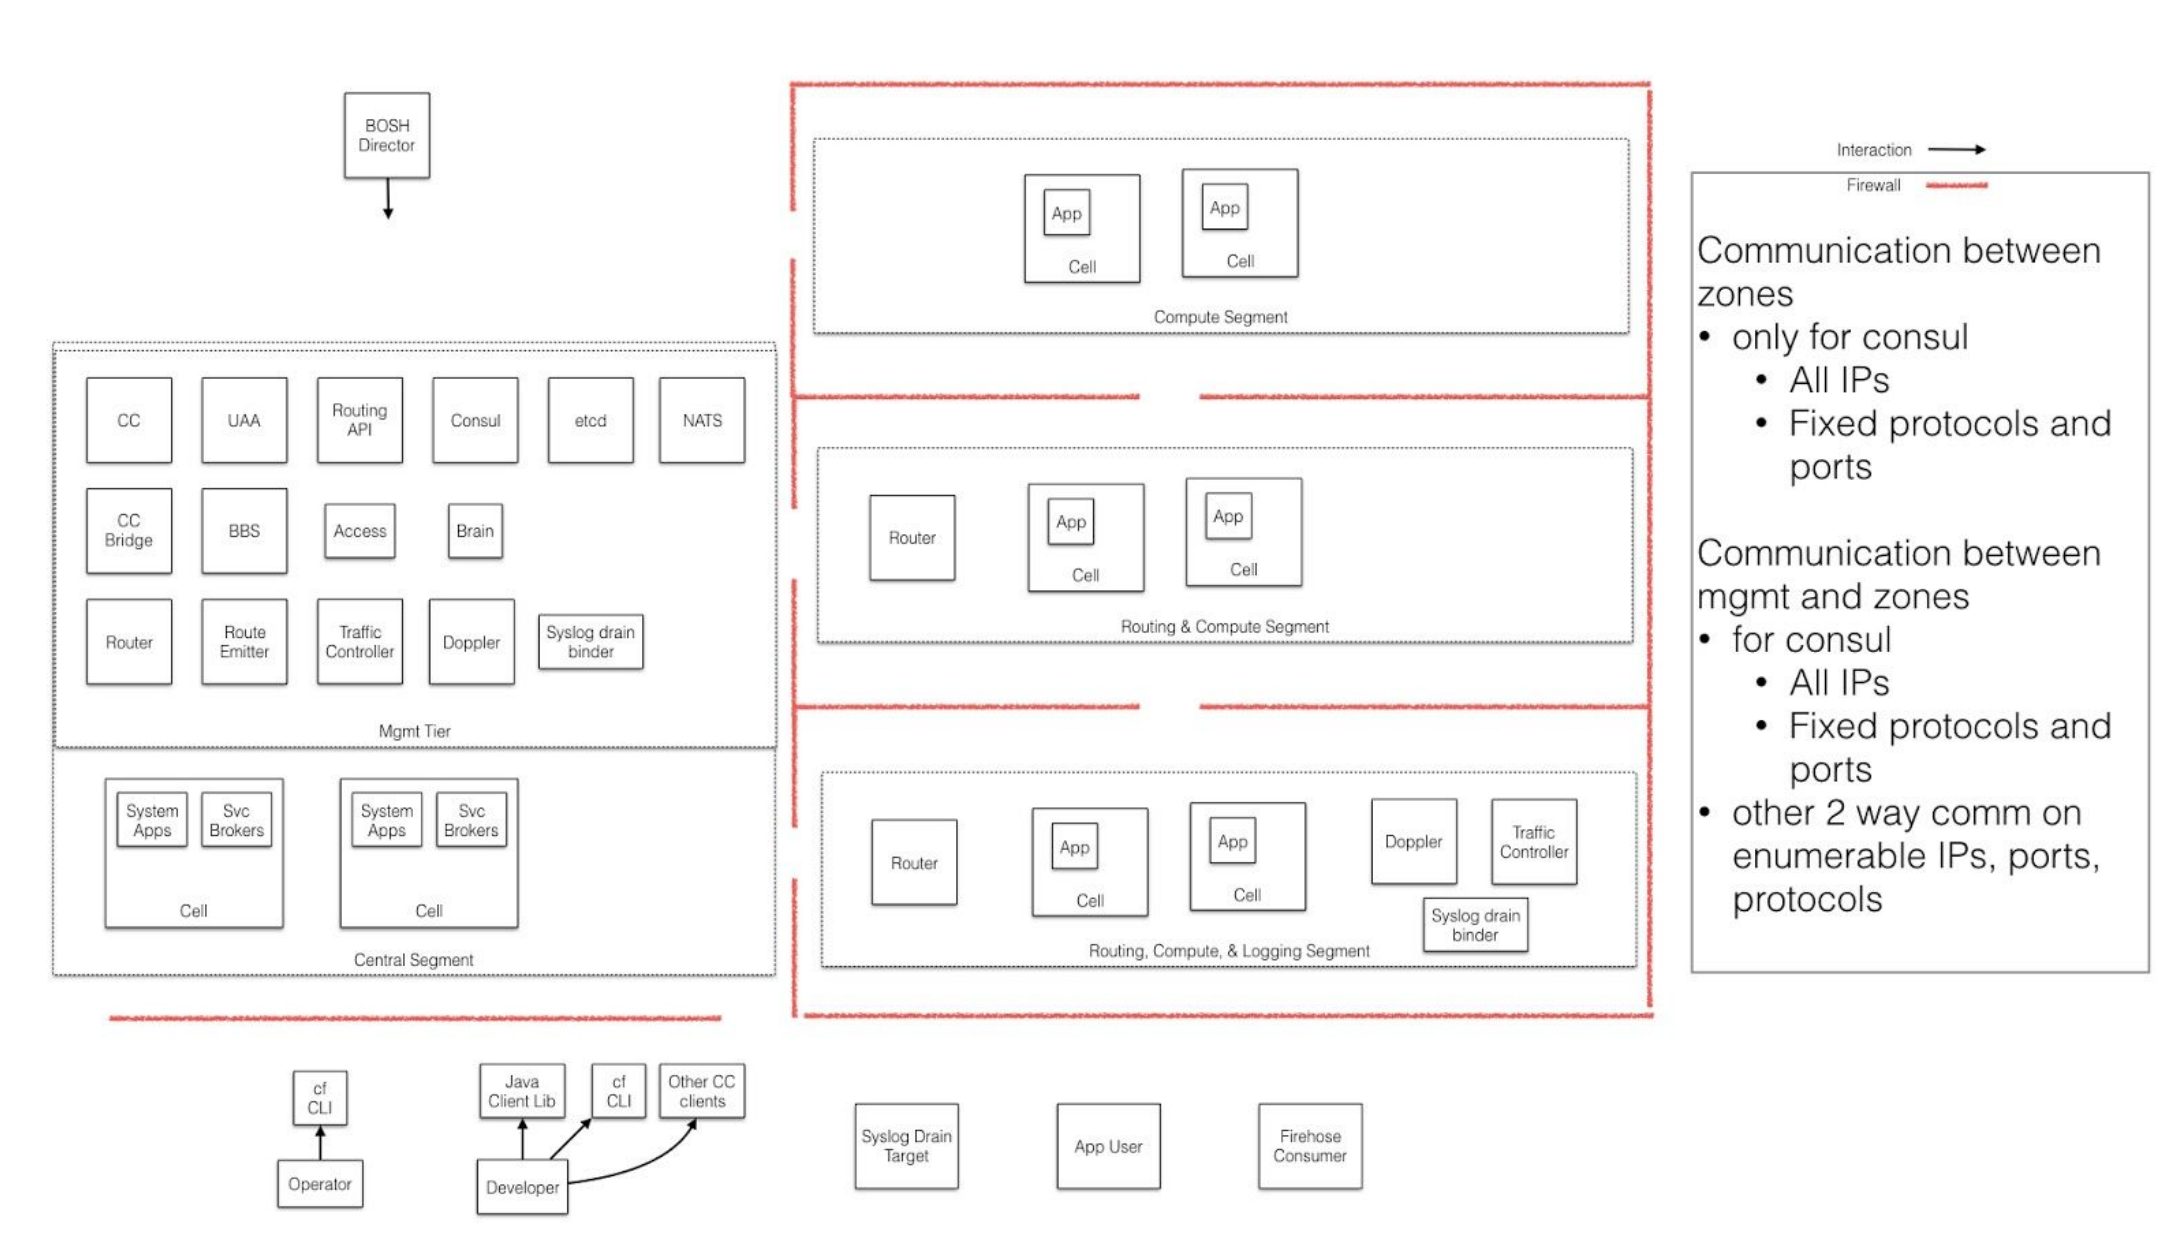 BOSH
Director
CC
UAA
Routing
API
Consul
etcd
NATS
CC
Bridge
BBS
Access
Brain
Router
Route
Emitter
Traffic
Controller
Doppler
Syslog drain
binder
Mgmt Tier
System
Apps
Svc
Brokers
Cell
System
Apps
Svc
Brokers
Cell
Central Segment
cf
CLI
Operator
Java
Client Lib
cf
CLI
Other CC
clients
Developer
App
Cell
App
Cell
Compute Segment
Router
App
Cell
App
Cell
Routing & Compute Segment
Router
App
Cell
App
Cell
Doppler
Traffic
Controller
Syslog drain
binder
Routing, Compute, & Logging Segment
Syslog Drain
Target
App User
Firehose
Consumer
Interaction
Firewall
Communication between
zones
• only for consul
• All IPs
• Fixed protocols and
ports
Communication between
mgmt and zones
• for consul
• All IPs
• Fixed protocols and
ports
• other 2 way comm on
enumerable IPs, ports,
protocols